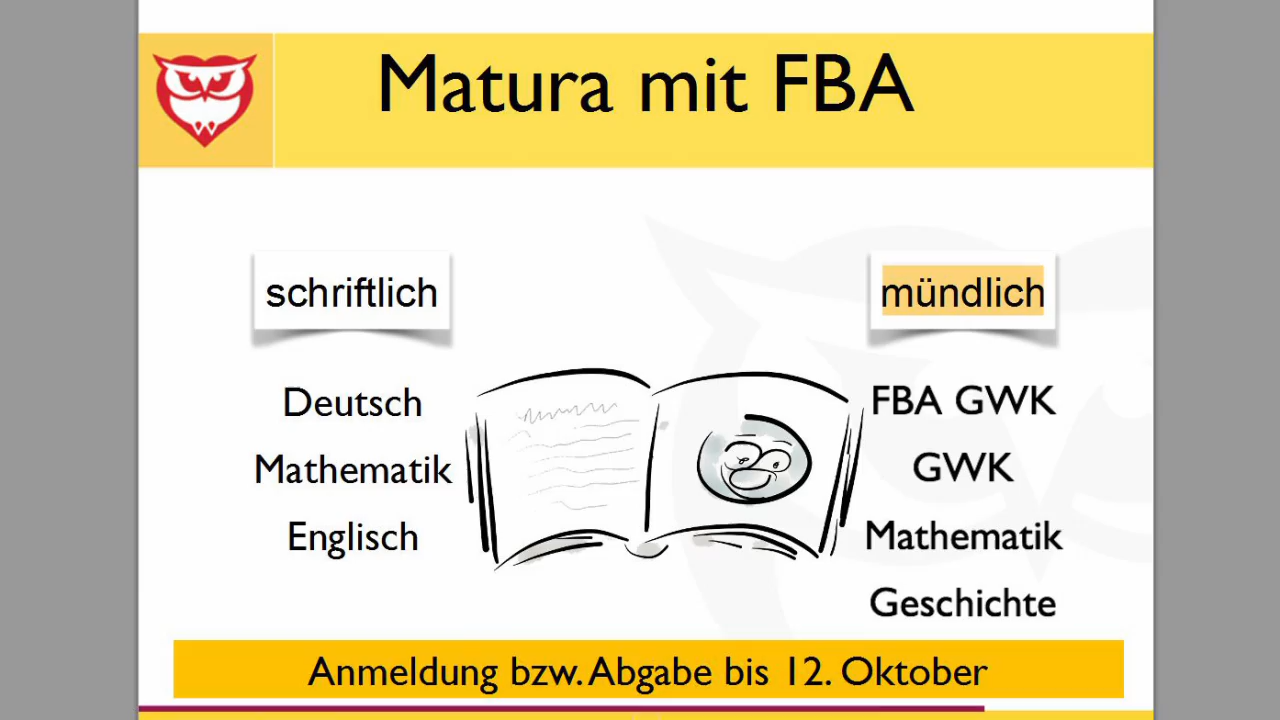 Matura mit FBA
schriftlich
Deutsch
Mathematik
Englisch
mündlich
FBA GWK
GWK
Mathematik
Geschichte
Anmeldung bzw. Abgabe bis 12. Oktober